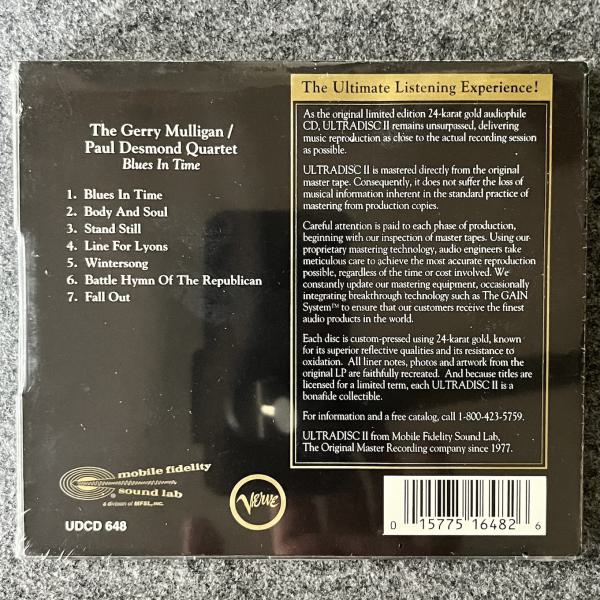 The Gerry Mulligan /
Paul Desmond Quartet
Blues In Time
1. Blues In Time
2. Body And Soul
3. Stand Still
4. Line For Lyons
5. Wintersong
6. Battle Hymn Of The Republican
7. Fall Out
The Ultimate Listening Experience!
As the original limited edition 24-karat gold audiophile
CD, ULTRADISC II remains unsurpassed, delivering
music reproduction as close to the actual recording session
as possible.
ULTRADISC II is mastered directly from the original
master tape. Consequently, it does not suffer the loss of
musical information inherent in the standard practice of
mastering from production copies.
Careful attention is paid to each phase of production,
beginning with our inspection of master tapes. Using our
proprietary mastering technology, audio engineers take
meticulous care to achieve the most accurate reproduction
possible, regardless of the time or cost involved. We
constantly update our mastering equipment, occasionally
integrating breakthrough technology such as The GAIN
System™ to ensure that our customers receive the finest
audio products in the world.
Each disc is custom-pressed using 24-karat gold, known
for its superior reflective qualities and its resistance to
oxidation. All liner notes, photos and artwork from the
original LP are faithfully recreated. And because titles are
licensed for a limited term, each ULTRADISC II is a
bonafide collectible.
For information and a free catalog, call 1-800-423-5759.
ULTRADISC II from Mobile Fidelity Sound Lab,
The Original Master Recording company since 1977.
mobile fidelity
sound lab
a division of MFSL, INC.
UDCD 648
Verve
0 15775 16482 6